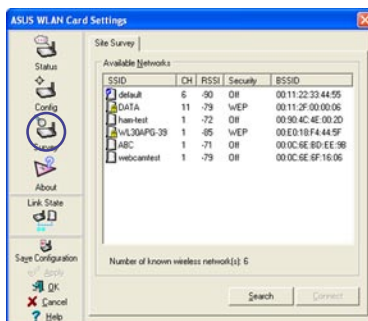 ASUS WLAN Card Settings
Status
Config
Survey
About
Link State
Save Configuration
Apply
OK
Cancel
Help
Site Survey
Available Networks
SSID CH RSSI Security BSSID
default 6 -90 Off 00:11:22:33:44:55
DATA 11 -79 WEP 00:11:2F:00:00:06
han-test 1 -72 Off 00:90:4C:4E:00:2D
WL30APG-39 1 -85 WEP 00:E0:18:F4:44:5F
ABC 1 -71 Off 00:0C:6E:BD:EE:9B
webcamtest 1 -79 Off 00:0C:6E:6F:16:06
Number of known wireless network(s): 6
Search Connect